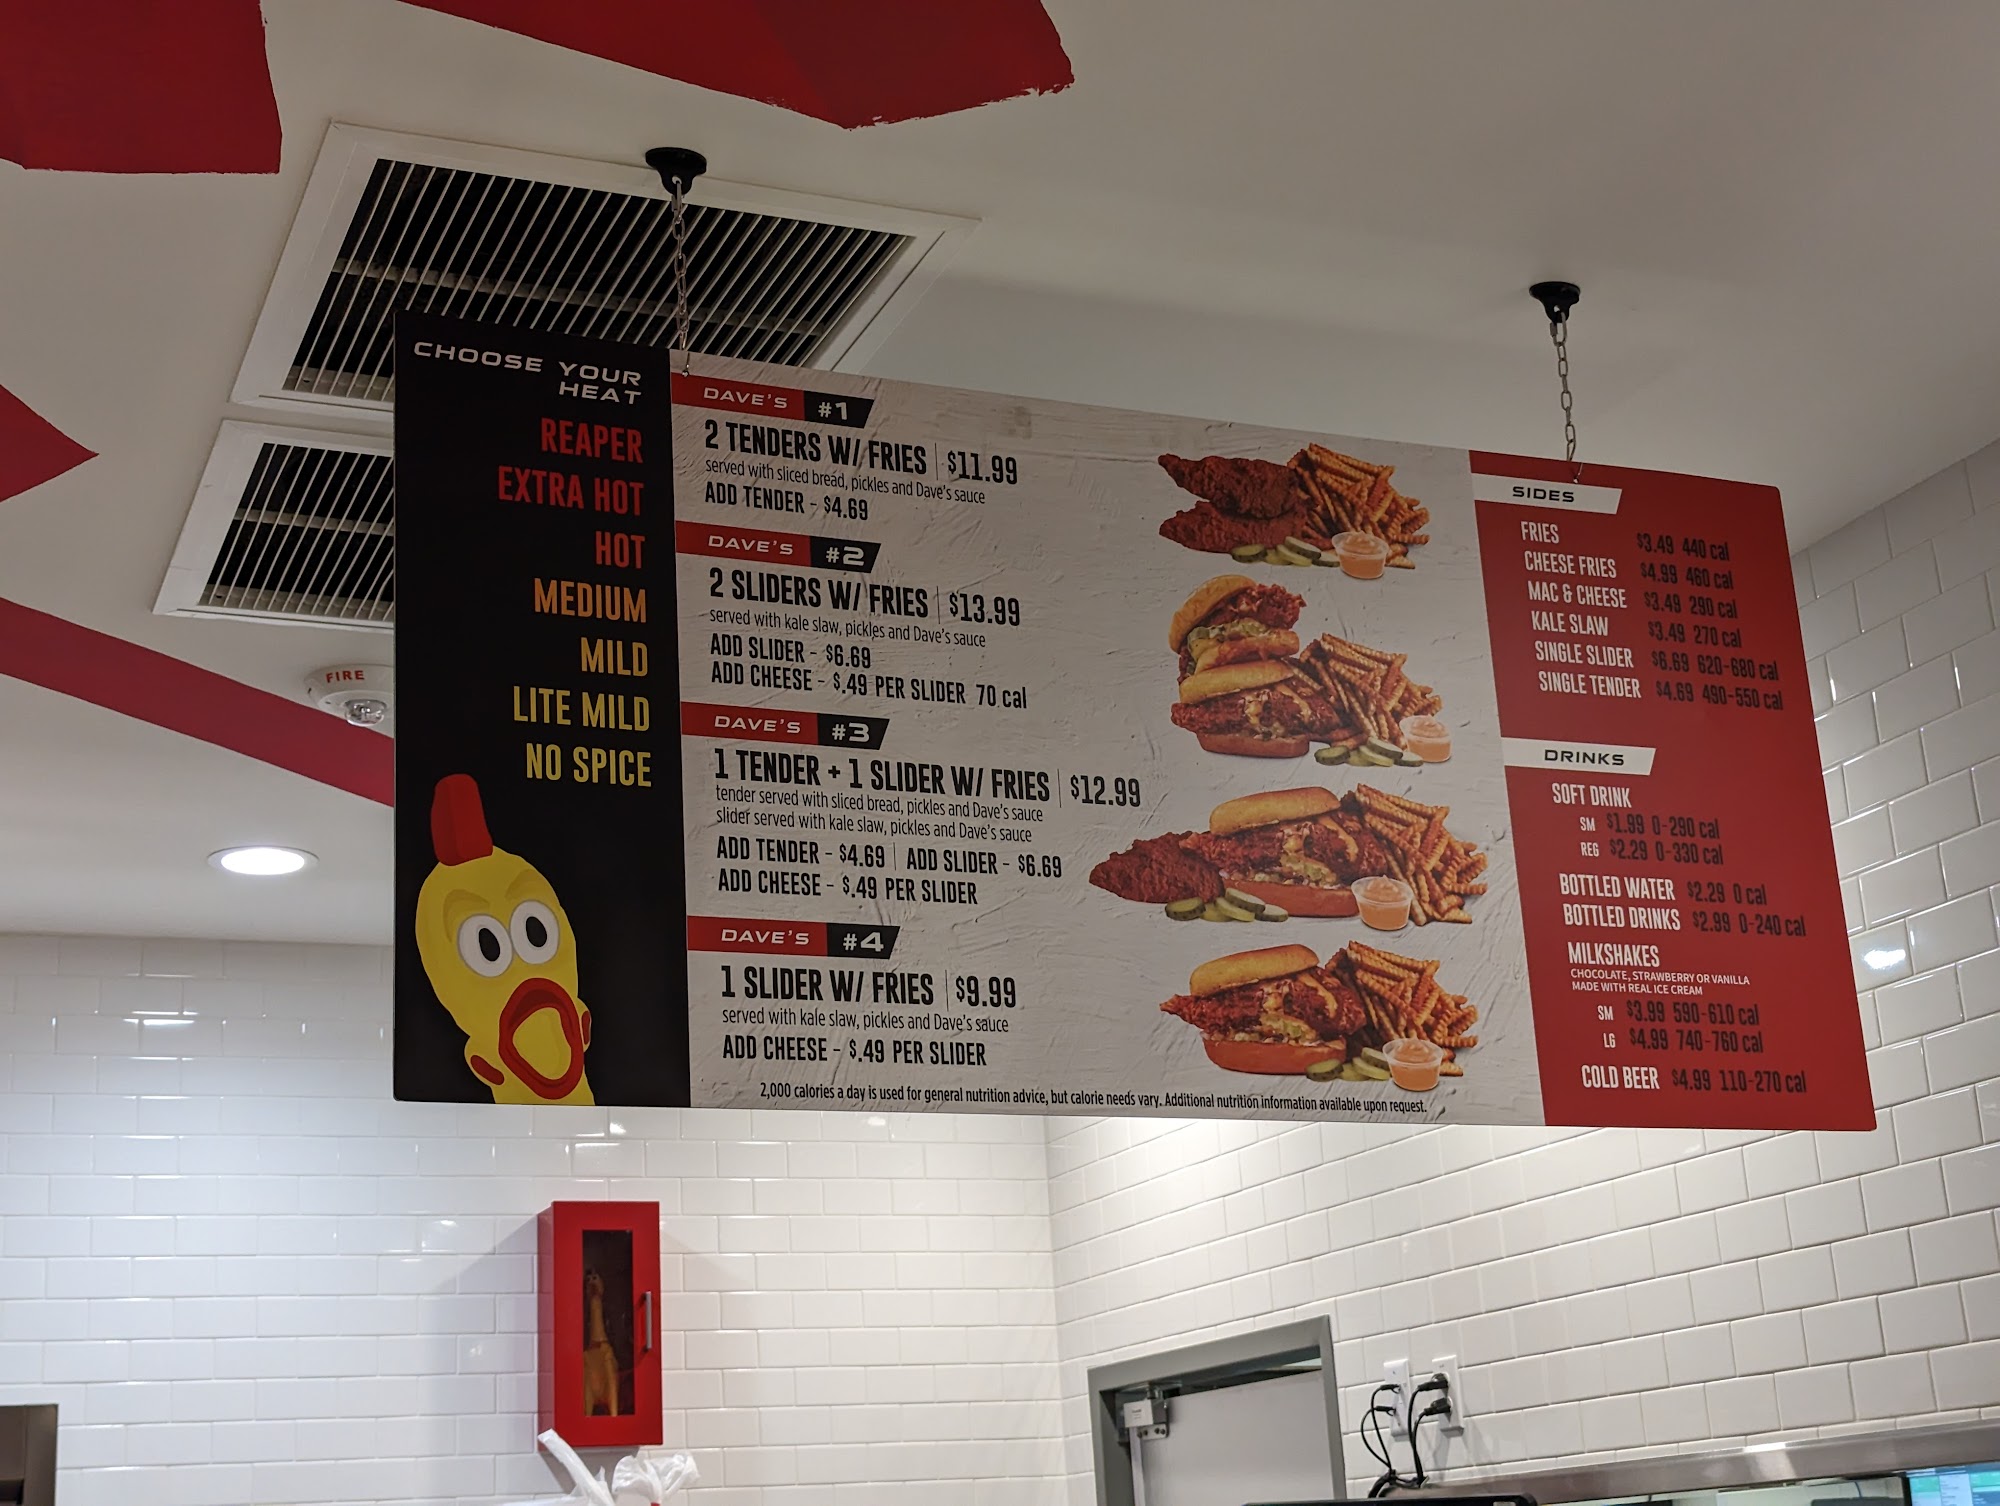 CHOOSE YOUR
HEAT
REAPER
EXTRA HOT
HOT
MEDIUM
MILD
LITE MILD
NO SPICE
DAVE'S #1
2 TENDERS W/ FRIES | $11.99
served with sliced bread, pickles and Dave's sauce
ADD TENDER - $4.69
DAVE'S #2
2 SLIDERS W/ FRIES | $13.99
served with kale slaw, pickles and Dave's sauce
ADD SLIDER - $6.69
ADD CHEESE - $.49 PER SLIDER 70 cal
DAVE'S #3
1 TENDER + 1 SLIDER W/ FRIES | $12.99
tender served with sliced bread, pickles and Dave's sauce
slider served with kale slaw, pickles and Dave's sauce
ADD TENDER - $4.69 | ADD SLIDER - $6.69
ADD CHEESE - $.49 PER SLIDER
DAVE'S #4
1 SLIDER W/ FRIES | $9.99
served with kale slaw, pickles and Dave's sauce
ADD CHEESE - $.49 PER SLIDER
2,000 calories a day is used for general nutrition advice, but calorie needs vary. Additional nutrition information available upon request.
SIDES
FRIES $3.49 440 cal
CHEESE FRIES $4.99 460 cal
MAC & CHEESE $3.49 290 cal
KALE SLAW $3.49 270 cal
SINGLE SLIDER $6.69 620-680 cal
SINGLE TENDER $4.69 490-550 cal
DRINKS
SOFT DRINK
SM $1.99 0-290 cal
REG $2.29 0-330 cal
BOTTLED WATER $2.29 0 cal
BOTTLED DRINKS $2.99 0-240 cal
MILKSHAKES
CHOCOLATE, STRAWBERRY OR VANILLA
MADE WITH REAL ICE CREAM
SM $3.99 590-610 cal
LG $4.99 740-760 cal
COLD BEER $4.99 110-270 cal
FIRE